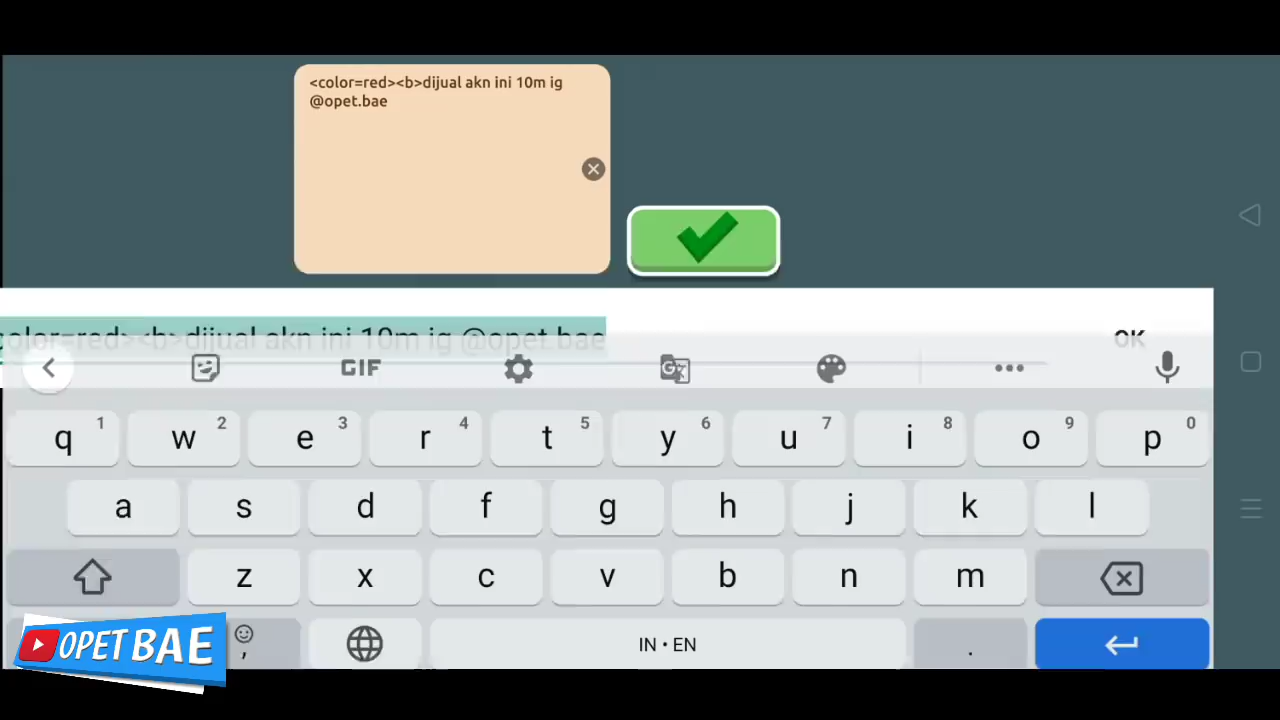 <color=red><b>dijual akn ini 10m ig
@opet.bae
color=red><b>dijual akn ini 10m ig @opet.bae
OK
GIF
q 1 w 2 e 3 r 4 t 5 y 6 u 7 i 8 o 9 p 0
a s d f g h j k l
z x c v b n m
OPET BAE , IN • EN .